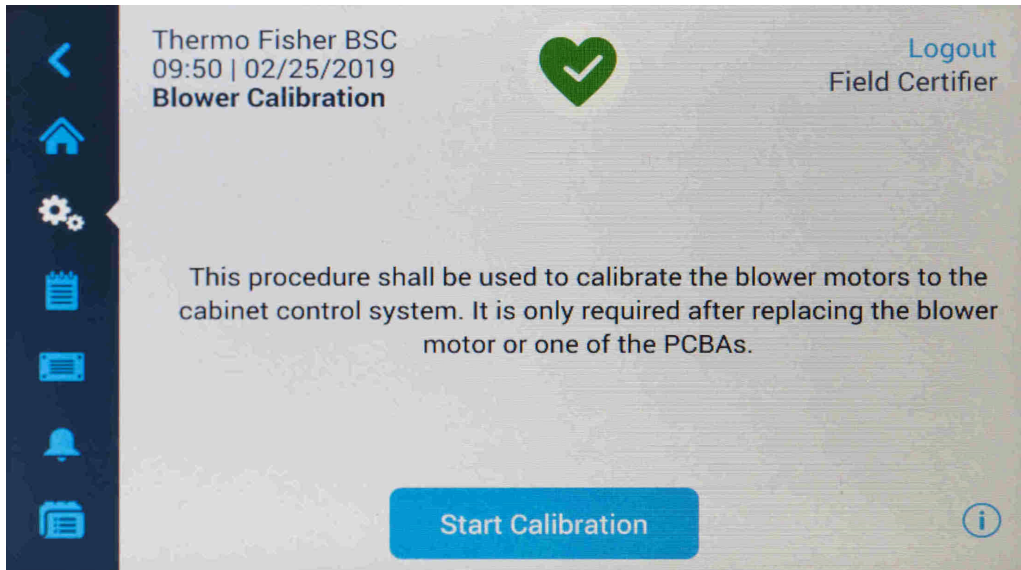 Thermo Fisher BSC
09:50 | 02/25/2019
Blower Calibration
Logout
Field Certifier
This procedure shall be used to calibrate the blower motors to the
cabinet control system. It is only required after replacing the blower
motor or one of the PCBAs.
Start Calibration
i